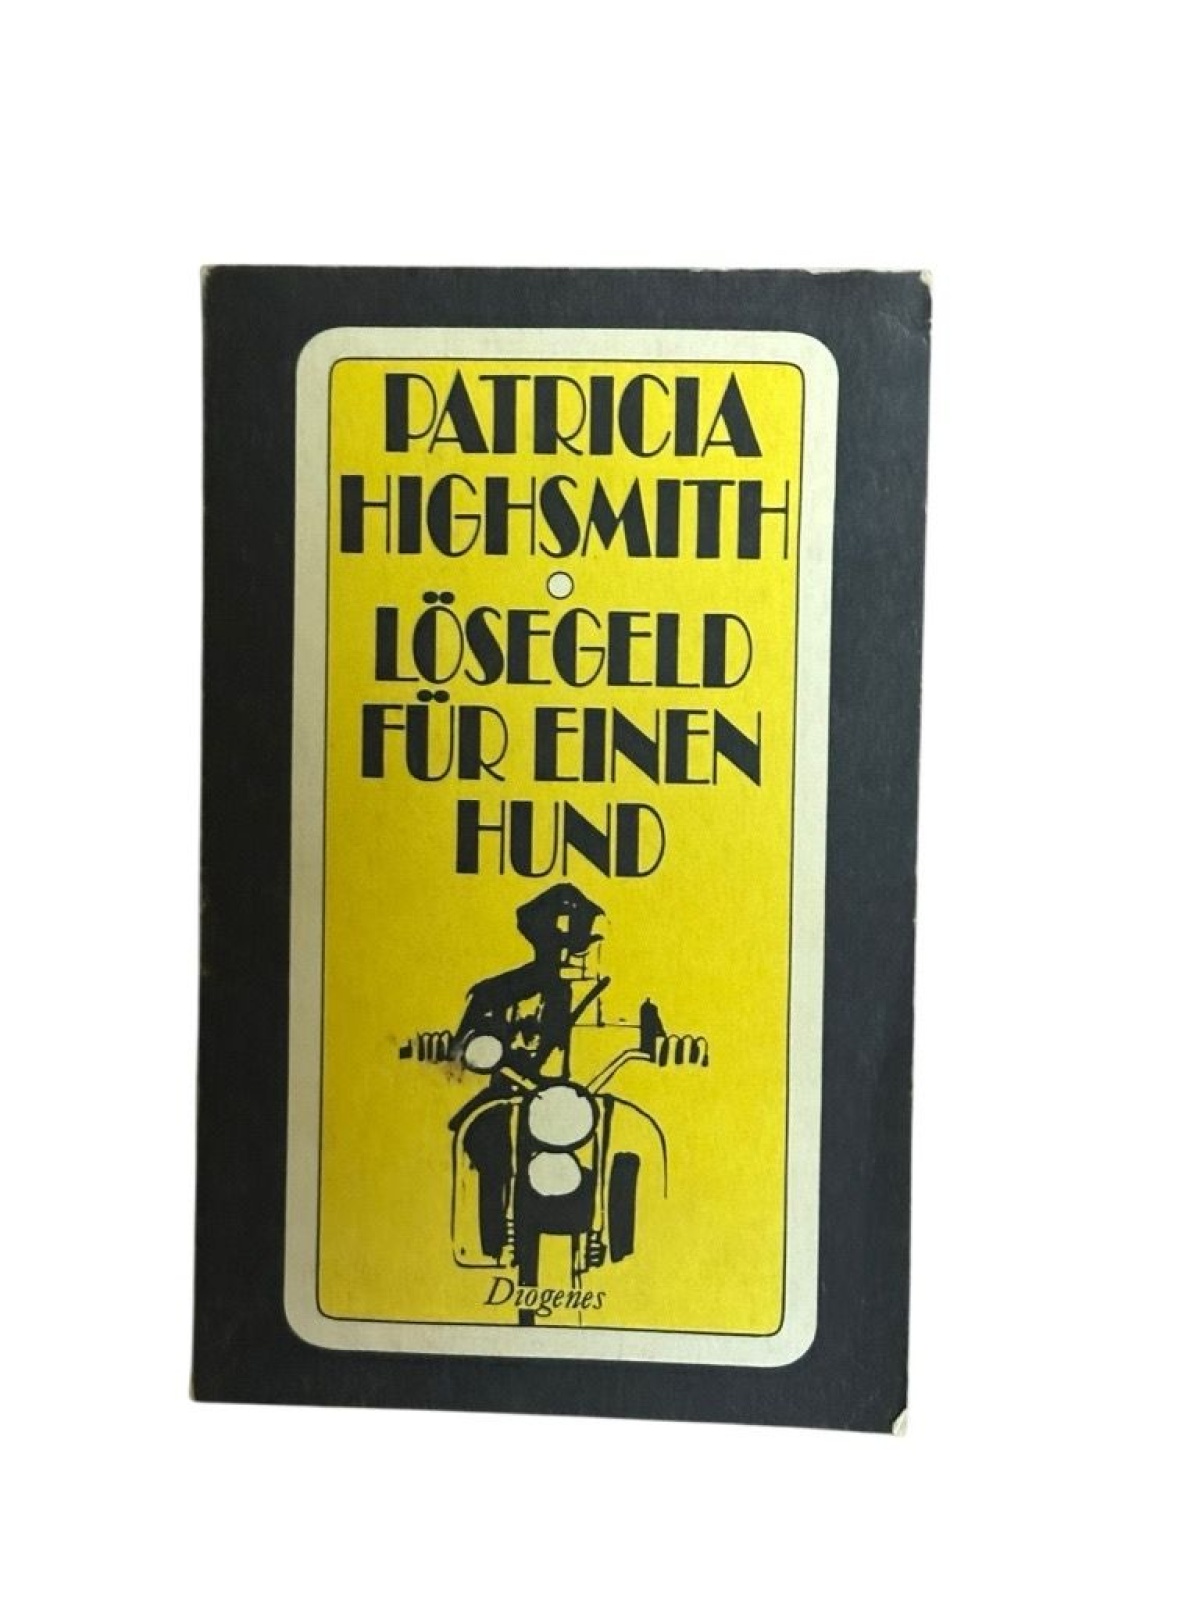 PATRICIA
HIGHSMITH
LÖSEGELD
FÜR EINEN
HUND
Diogenes